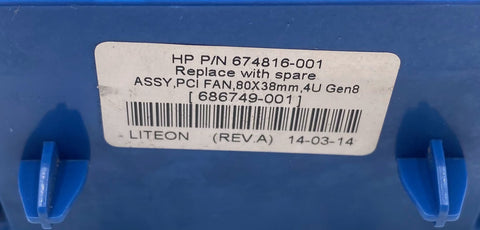 HP P/N 674816-001
Replace with spare
ASSY,PCI FAN,80X38mm,4U Gen8
[ 686749-001 ]
LITEON (REV.A) 14-03-14